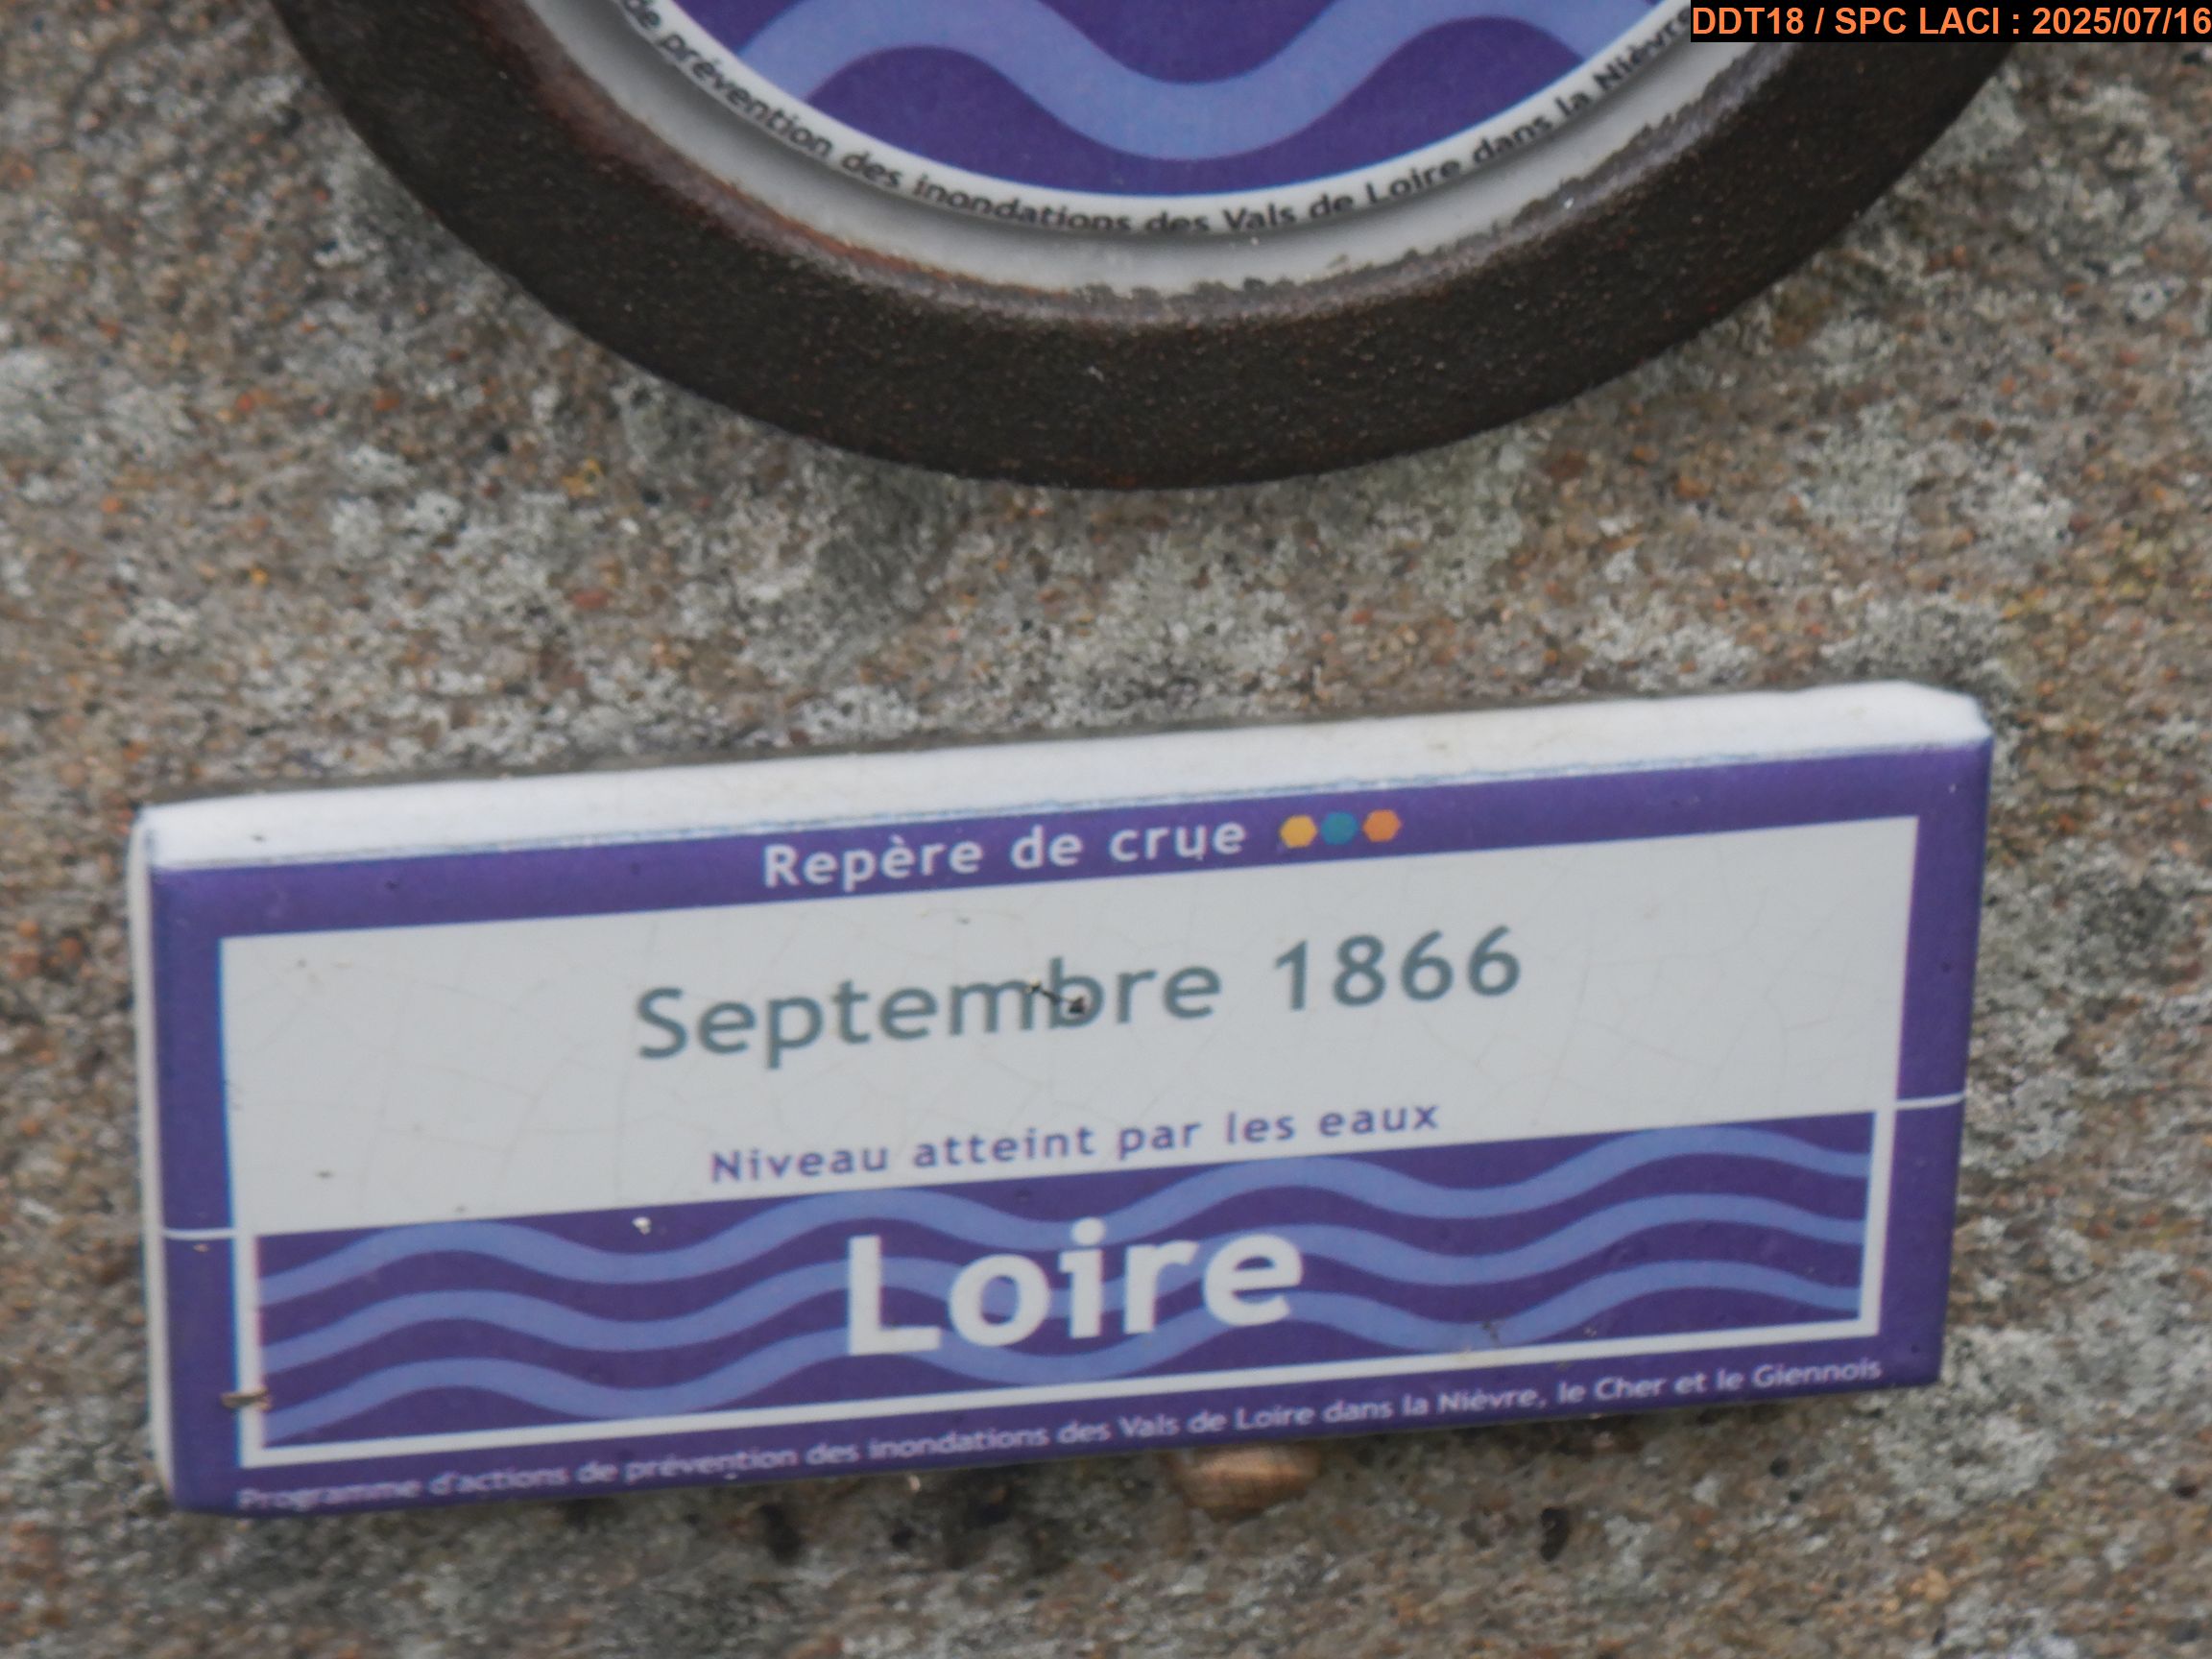 DDT18 / SPC LACI : 2025/07/16
de prévention des inondations des Vals de Loire dans la Nièvre
Repère de crue
Septembre 1866
Niveau atteint par les eaux
Loire
Programme d'actions de prévention des inondations des Vals de Loire dans la Nièvre, le Cher et le Giennois